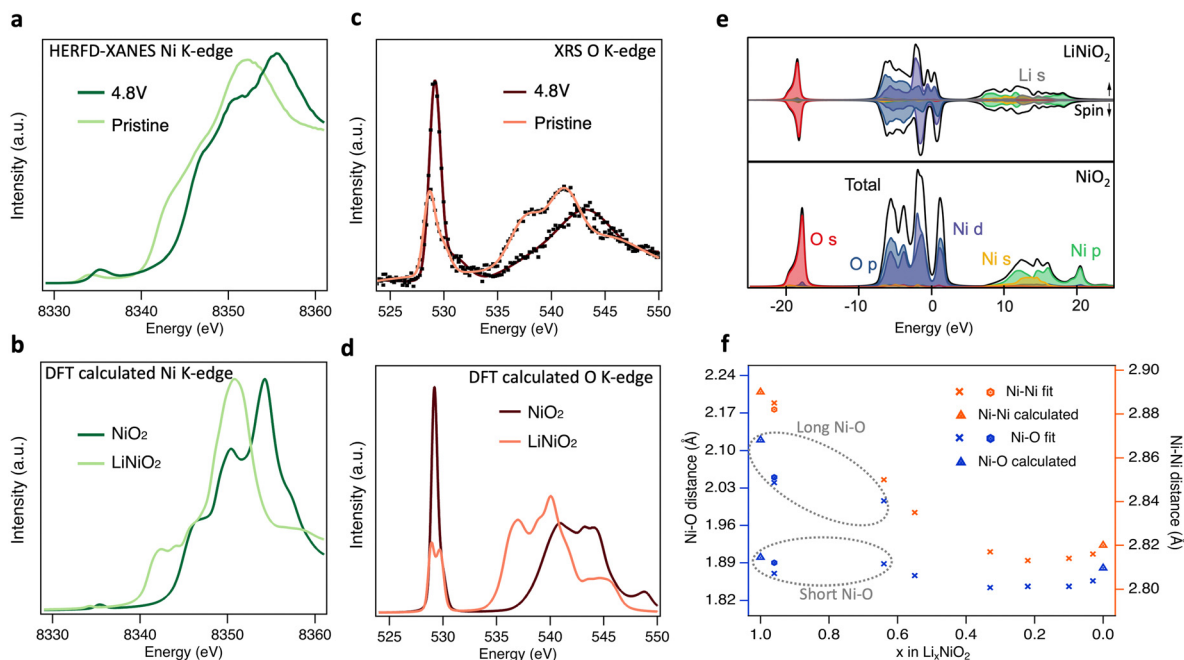 a
HERFD-XANES Ni K-edge
4.8V
Pristine
Intensity (a.u.)
8330 8340 8350 8360
Energy (eV)
b
DFT calculated Ni K-edge
NiO₂
LiNiO₂
Intensity (a.u.)
8330 8340 8350 8360
Energy (eV)
c
XRS O K-edge
4.8V
Pristine
Intensity (a.u.)
525 530 535 540 545 550
Energy (eV)
d
DFT calculated O K-edge
NiO₂
LiNiO₂
Intensity (a.u.)
525 530 535 540 545 550
Energy (eV)
e
LiNiO₂
Li s
Spin
NiO₂
Total
Ni d
O s
O p
Ni s
Ni p
-20 -10 0 10 20
Energy (eV)
f
2.24
2.17
2.10
2.03
1.96
1.89
1.82
Ni-O distance (Å)
Ni-Ni fit
Ni-Ni calculated
Ni-O fit
Ni-O calculated
Long Ni-O
Short Ni-O
2.90
2.88
2.86
2.84
2.82
2.80
Ni-Ni distance (Å)
1.0 0.8 0.6 0.4 0.2 0.0
x in LiₓNiO₂